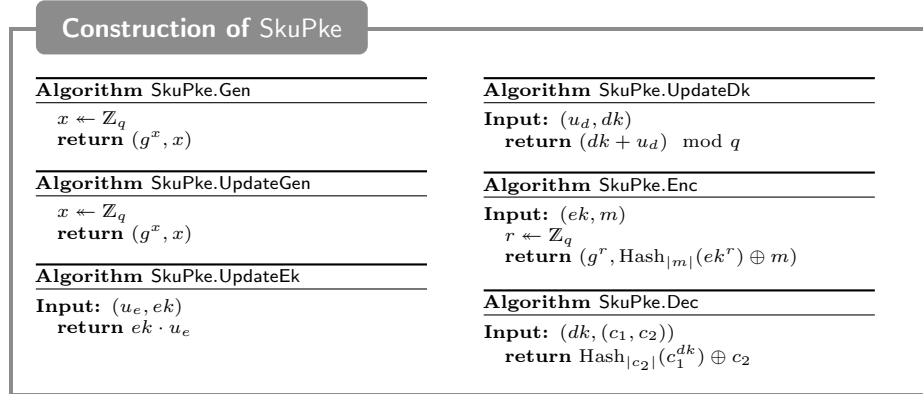 Construction of SkuPke
Algorithm SkuPke.Gen
x ↞ ℤ_q
return (g^x, x)
Algorithm SkuPke.UpdateGen
x ↞ ℤ_q
return (g^x, x)
Algorithm SkuPke.UpdateEk
Input: (u_e, ek)
return ek · u_e
Algorithm SkuPke.UpdateDk
Input: (u_d, dk)
return (dk + u_d) mod q
Algorithm SkuPke.Enc
Input: (ek, m)
r ↞ ℤ_q
return (g^r, Hash_{|m|}(ek^r) ⊕ m)
Algorithm SkuPke.Dec
Input: (dk, (c_1, c_2))
return Hash_{|c_2|}(c_1^{dk}) ⊕ c_2